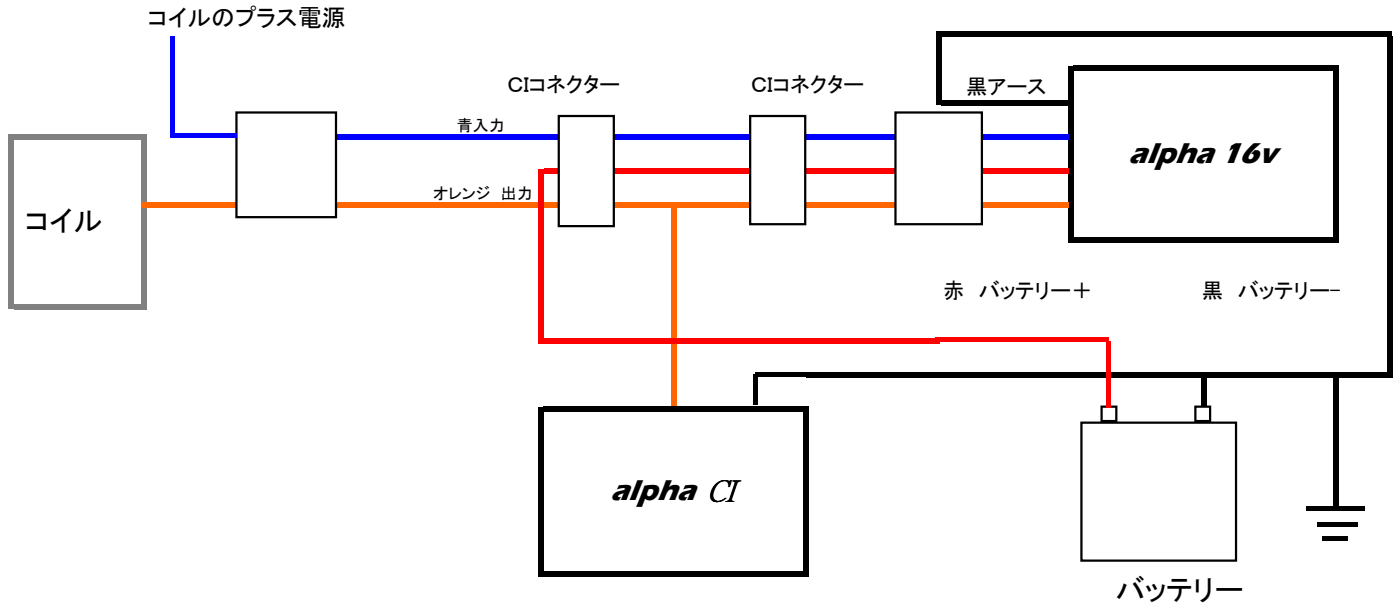 コイルのプラス電源
CIコネクター
CIコネクター
黒アース
青入力
alpha 16v
オレンジ 出力
コイル
赤 バッテリー＋
黒 バッテリー-
alpha CI
バッテリー